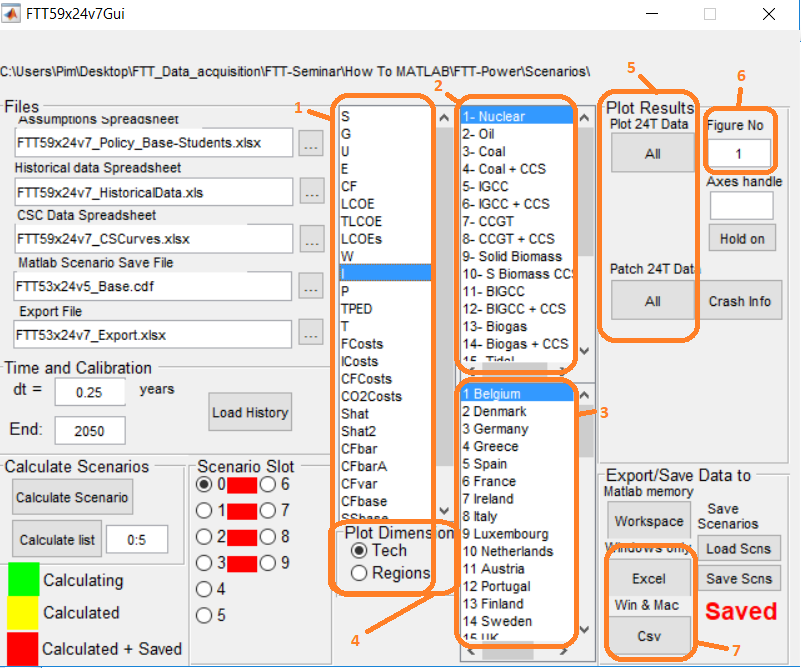 FTT59x24v7Gui
C:\Users\Pim\Desktop\FTT_Data_acquisition\FTT-Seminar\How To MATLAB\FTT-Power\Scenarios\
Files
Assumptions Spreadsheet
FTT59x24v7_Policy_Base-Students.xlsx
...
Historical data Spreadsheet
FTT59x24v7_HistoricalData.xls
...
CSC Data Spreadsheet
FTT59x24v7_CSCurves.xlsx
...
Matlab Scenario Save File
FTT53x24v5_Base.cdf
...
Export File
FTT53x24v7_Export.xlsx
...
Time and Calibration
dt =
0.25
years
End:
2050
Load History
Calculate Scenarios
Calculate Scenario
Calculate list
0:5
Calculating
Calculated
Calculated + Saved
Scenario Slot
0
6
1
7
2
8
3
9
4
5
1
S
G
U
E
CF
LCOE
TLCOE
LCOEs
W
I
P
TPED
T
FCosts
ICosts
CFCosts
CO2Costs
Shat
Shat2
CFbar
CFbarA
CFvar
CFbase
SSbase
Plot Dimension
Tech
Regions
4
2
1- Nuclear
2- Oil
3- Coal
4- Coal + CCS
5- IGCC
6- IGCC + CCS
7- CCGT
8- CCGT + CCS
9- Solid Biomass
10- S Biomass CCS
11- BIGCC
12- BIGCC + CCS
13- Biogas
14- Biogas + CCS
15- Tidal
3
1 Belgium
2 Denmark
3 Germany
4 Greece
5 Spain
6 France
7 Ireland
8 Italy
9 Luxembourg
10 Netherlands
11 Austria
12 Portugal
13 Finland
14 Sweden
15 UK
5
Plot Results
Plot 24T Data
All
Patch 24T Data
All
6
Figure No
1
Axes handle
Hold on
Crash Info
Export/Save Data to
Matlab memory
Workspace
Windows only
Excel
Win & Mac
Csv
Save
Scenarios
Load Scns
Save Scns
Saved
7